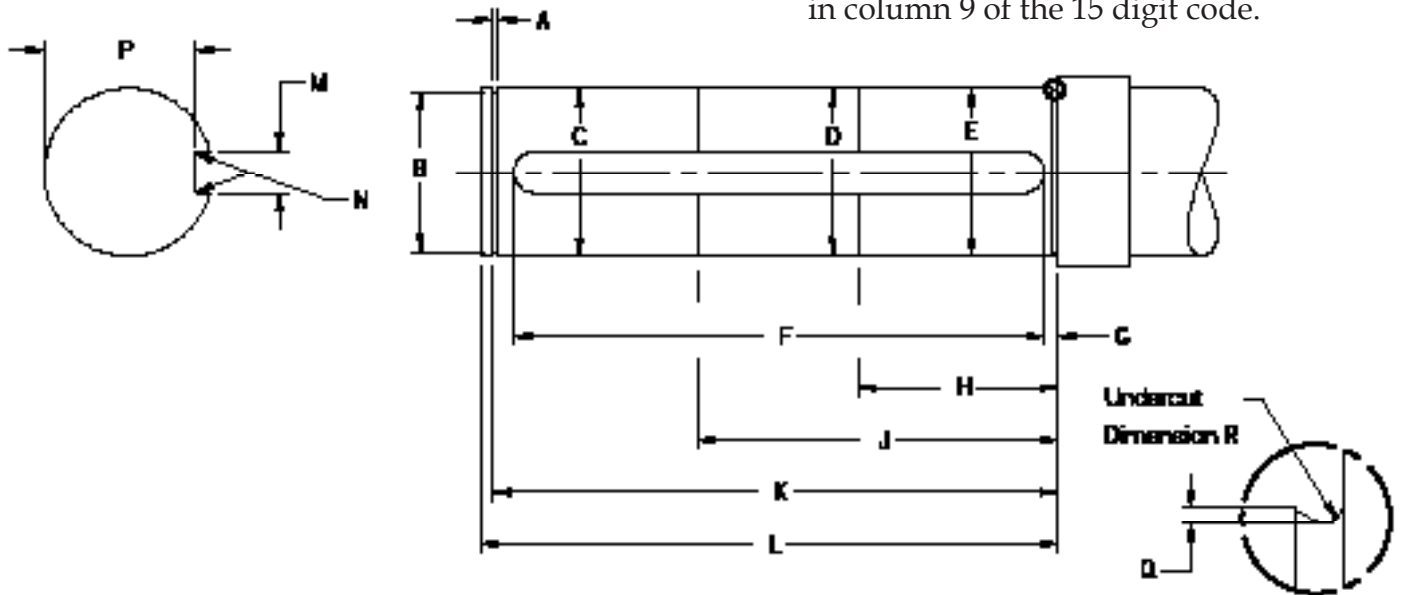 in column 9 of the 15 digit code.
A
P
M
C
D
E
B
N
F
G
H
Undercut
Dimension R
J
K
L
Q